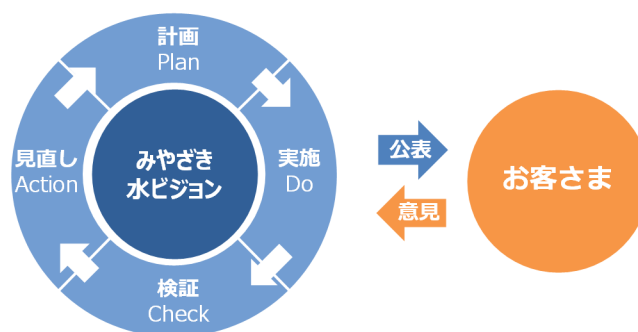 計画
Plan
見直し
Action
みやざき
水ビジョン
実施
Do
検証
Check
公表
意見
お客さま